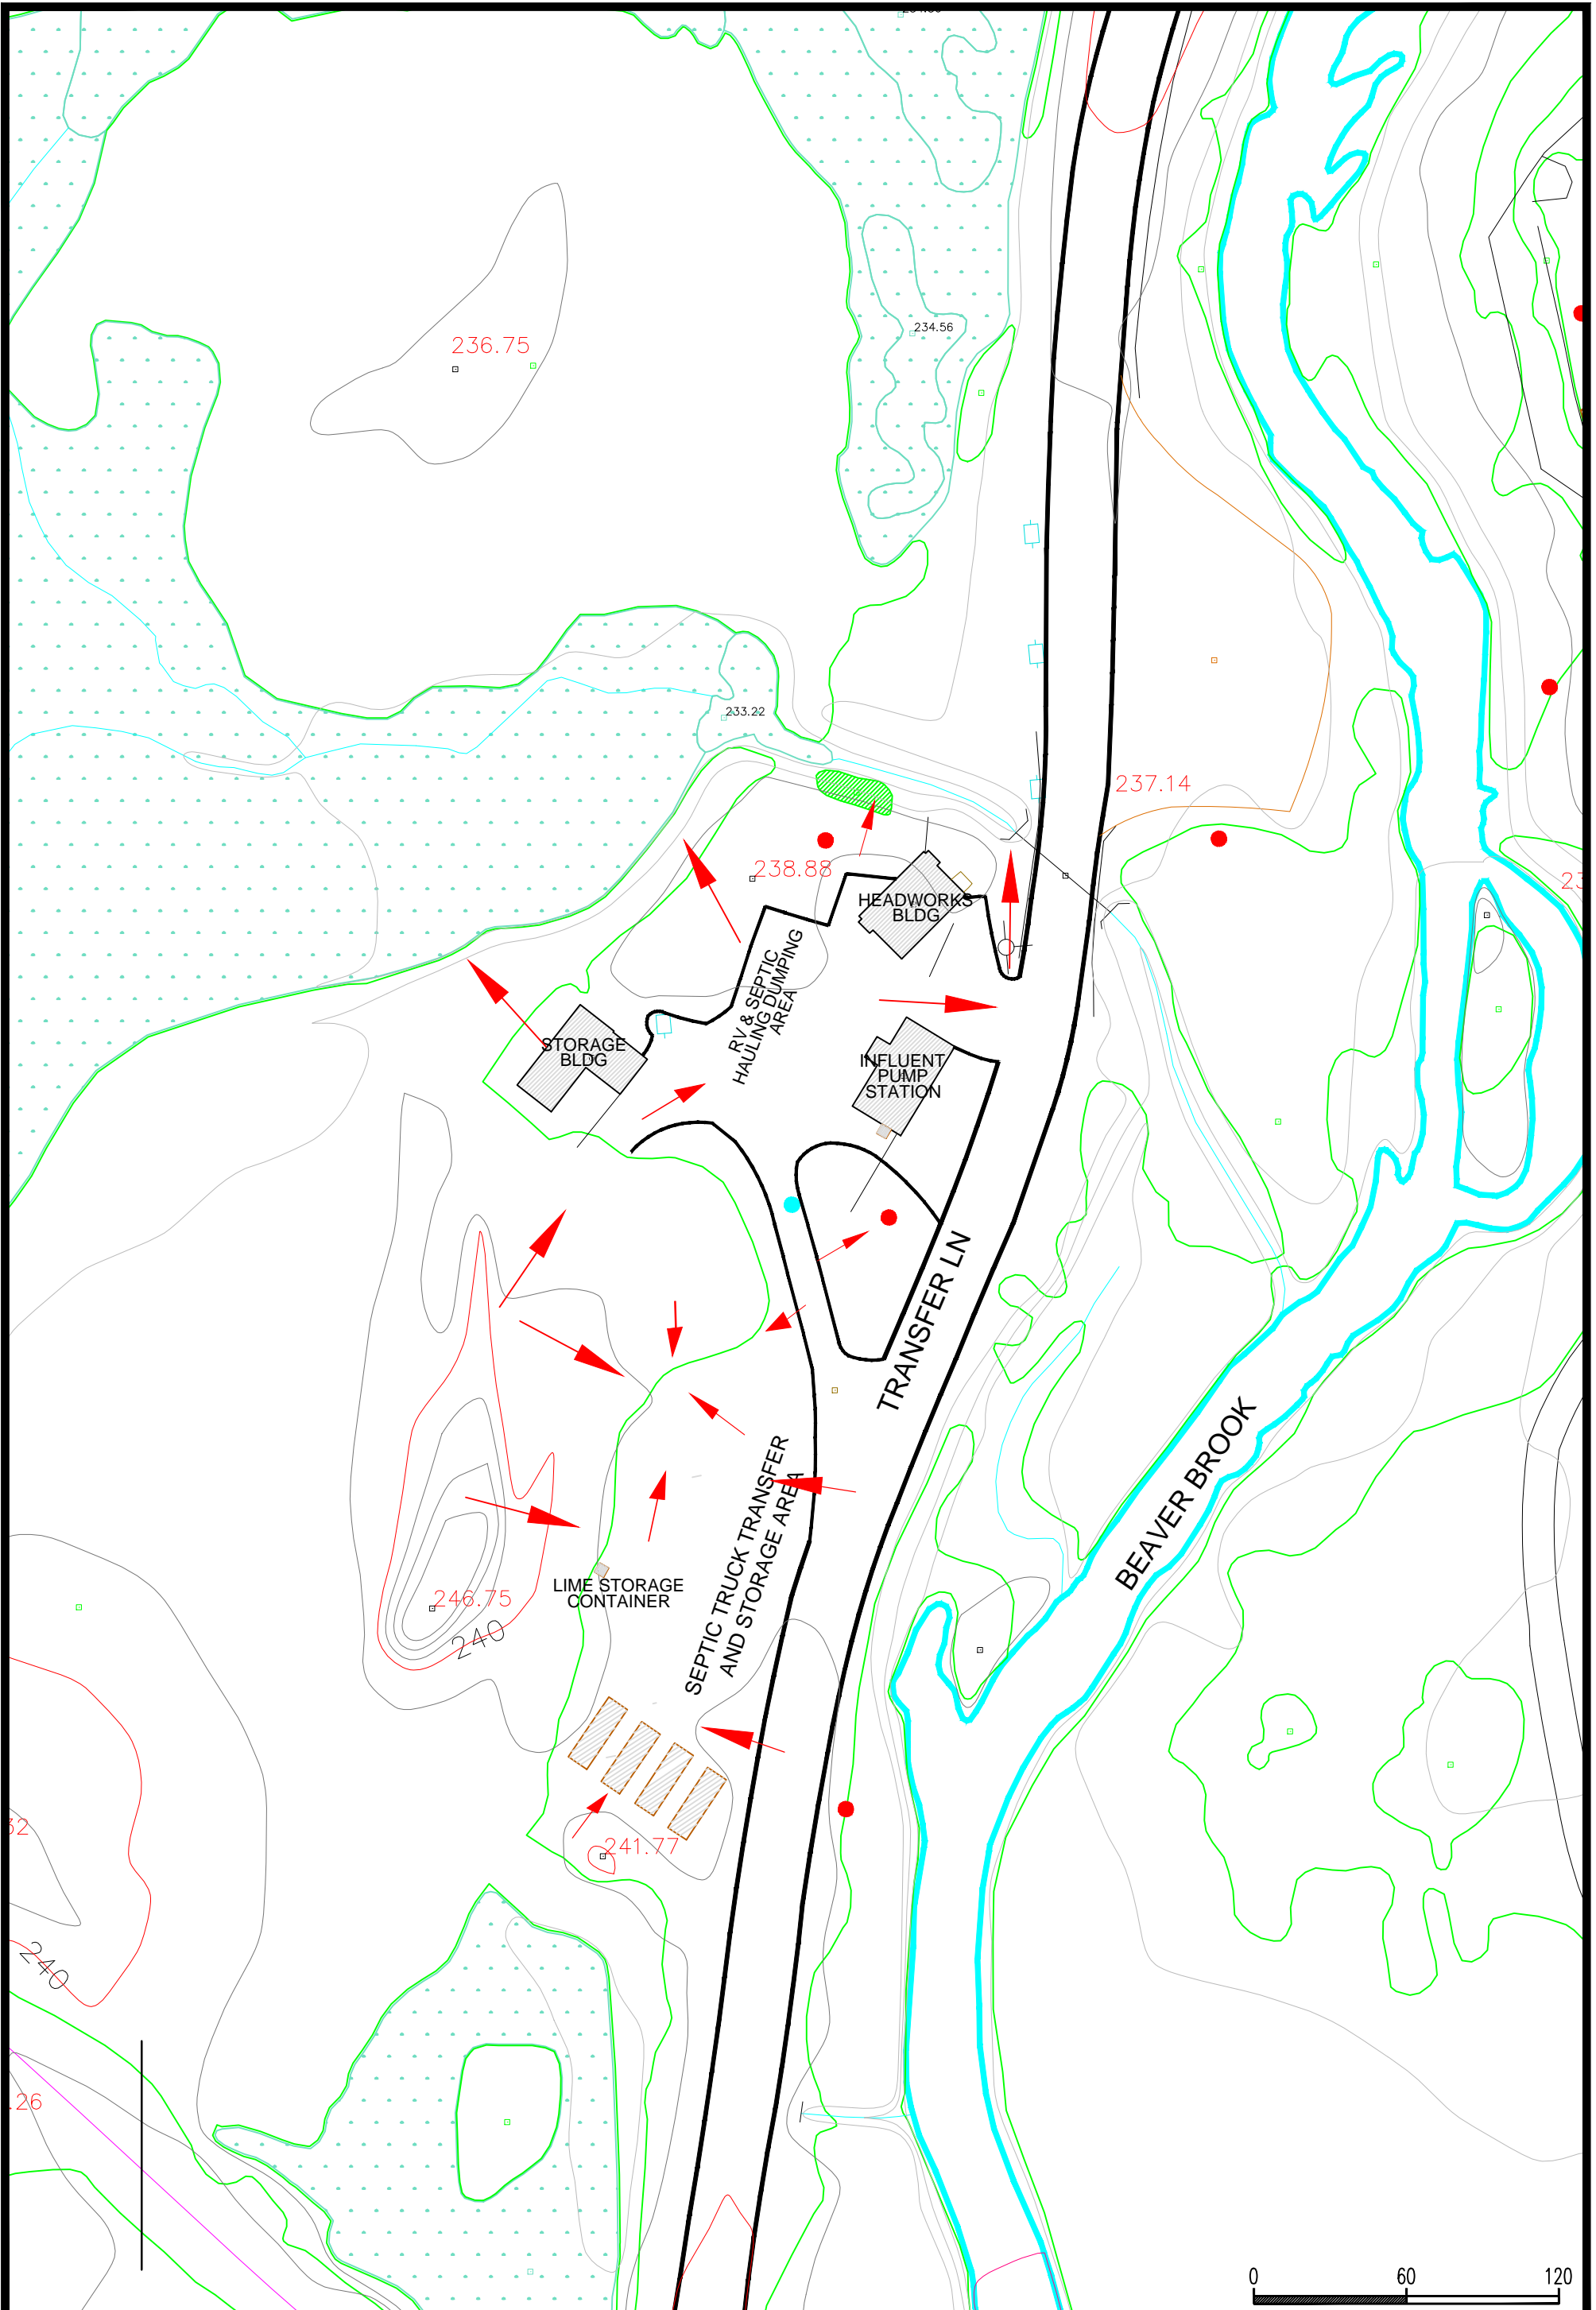 236.75
234.56
233.22
237.14
238.88
HEADWORKS
BLDG
RV & SEPTIC
HAULING DUMPING
AREA
STORAGE
BLDG
INFLUENT
PUMP
STATION
TRANSFER LN
BEAVER BROOK
SEPTIC TRUCK TRANSFER
AND STORAGE AREA
LIME STORAGE
CONTAINER
246.75
240
241.77
240
.26
0 60 120